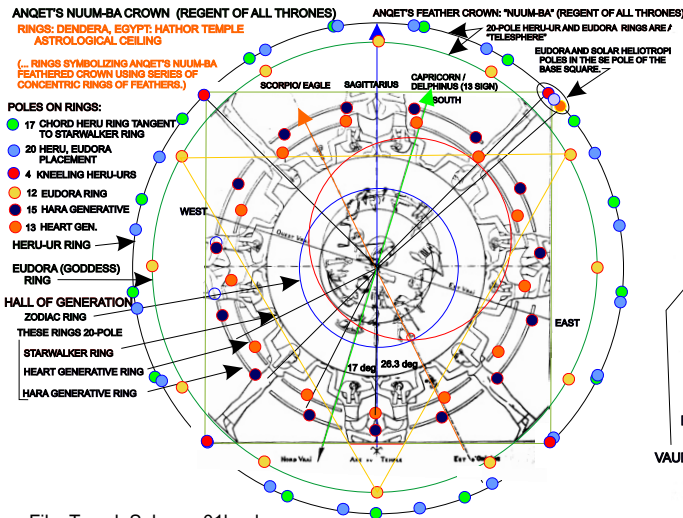 ANQET'S NUUM-BA CROWN (REGENT OF ALL THRONES)
RINGS: DENDERA, EGYPT: HATHOR TEMPLE
ASTROLOGICAL CEILING
(... RINGS SYMBOLIZING ANQET'S NUUM-BA
FEATHERED CROWN USING SERIES OF
CONCENTRIC RINGS OF FEATHERS.)
POLES ON RINGS:
17 CHORD HERU RING TANGENT
TO STARWALKER RING
20 HERU, EUDORA
PLACEMENT
4 KNEELING HERU-URS
12 EUDORA RING
15 HARA GENERATIVE
13 HEART GEN.
HERU-UR RING
EUDORA (GODDESS)
RING
HALL OF GENERATION
ZODIAC RING
THESE RINGS 20-POLE
STARWALKER RING
HEART GENERATIVE RING
HARA GENERATIVE RING
ANQET'S FEATHER CROWN: "NUUM-BA" (REGENT OF ALL THRONES)
20-POLE HERU-UR AND EUDORA RINGS ARE
"TELESPHERE"
EUDORA AND SOLAR HELIOTROPI
POLES IN THE SE POLE OF THE
BASE SQUARE.
SCORPIO/EAGLE
SAGITTARIUS
CAPRICORN /
DELPHINUS (13 SIGN)
SOUTH
WEST
EAST
17 deg
26.3 deg
NORD VRAI
AXE DU TEMPLE
VAU